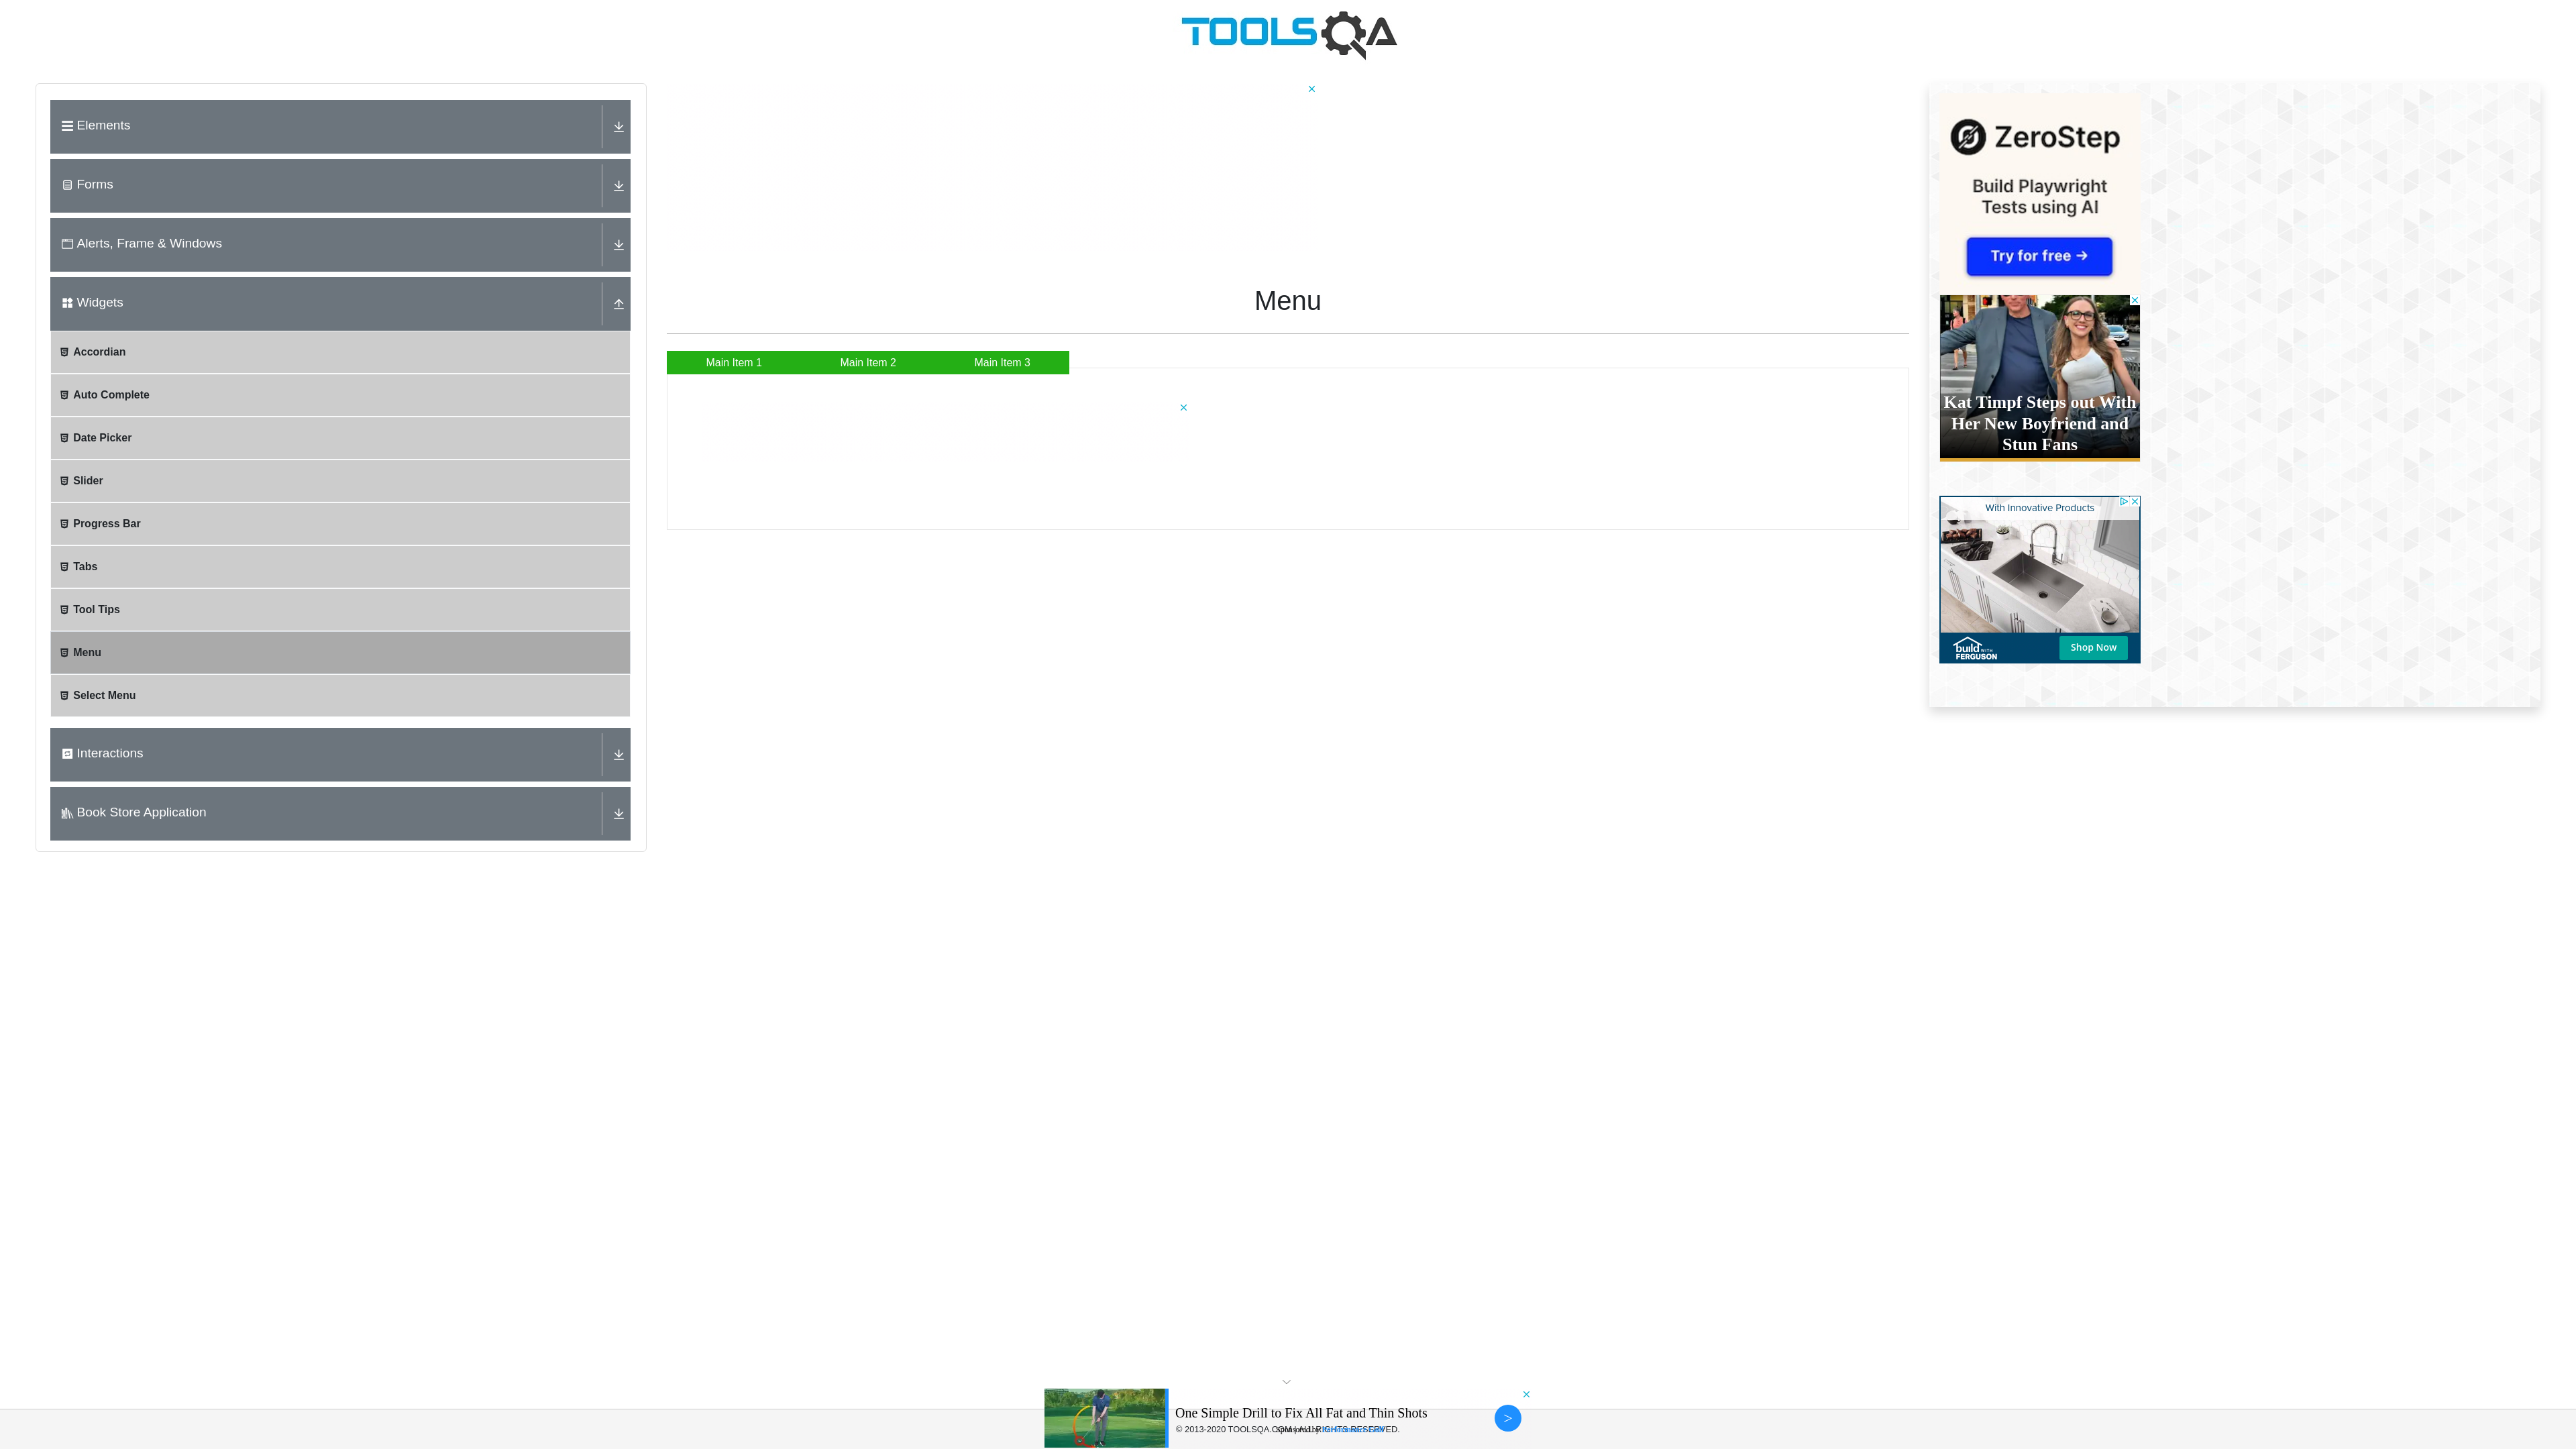 TOOLSQA
Elements
Forms
Alerts, Frame & Windows
Widgets
Accordian
Auto Complete
Date Picker
Slider
Progress Bar
Tabs
Tool Tips
Menu
Select Menu
Interactions
Book Store Application
Menu
Main Item 1
Main Item 2
Main Item 3
ZeroStep
Build Playwright
Tests using AI
Try for free →
Kat Timpf Steps out With
Her New Boyfriend and
Stun Fans
With Innovative Products
build WITH
FERGUSON
Shop Now
One Simple Drill to Fix All Fat and Thin Shots
© 2013-2020 TOOLSQA.COM | ALL RIGHTS RESERVED.